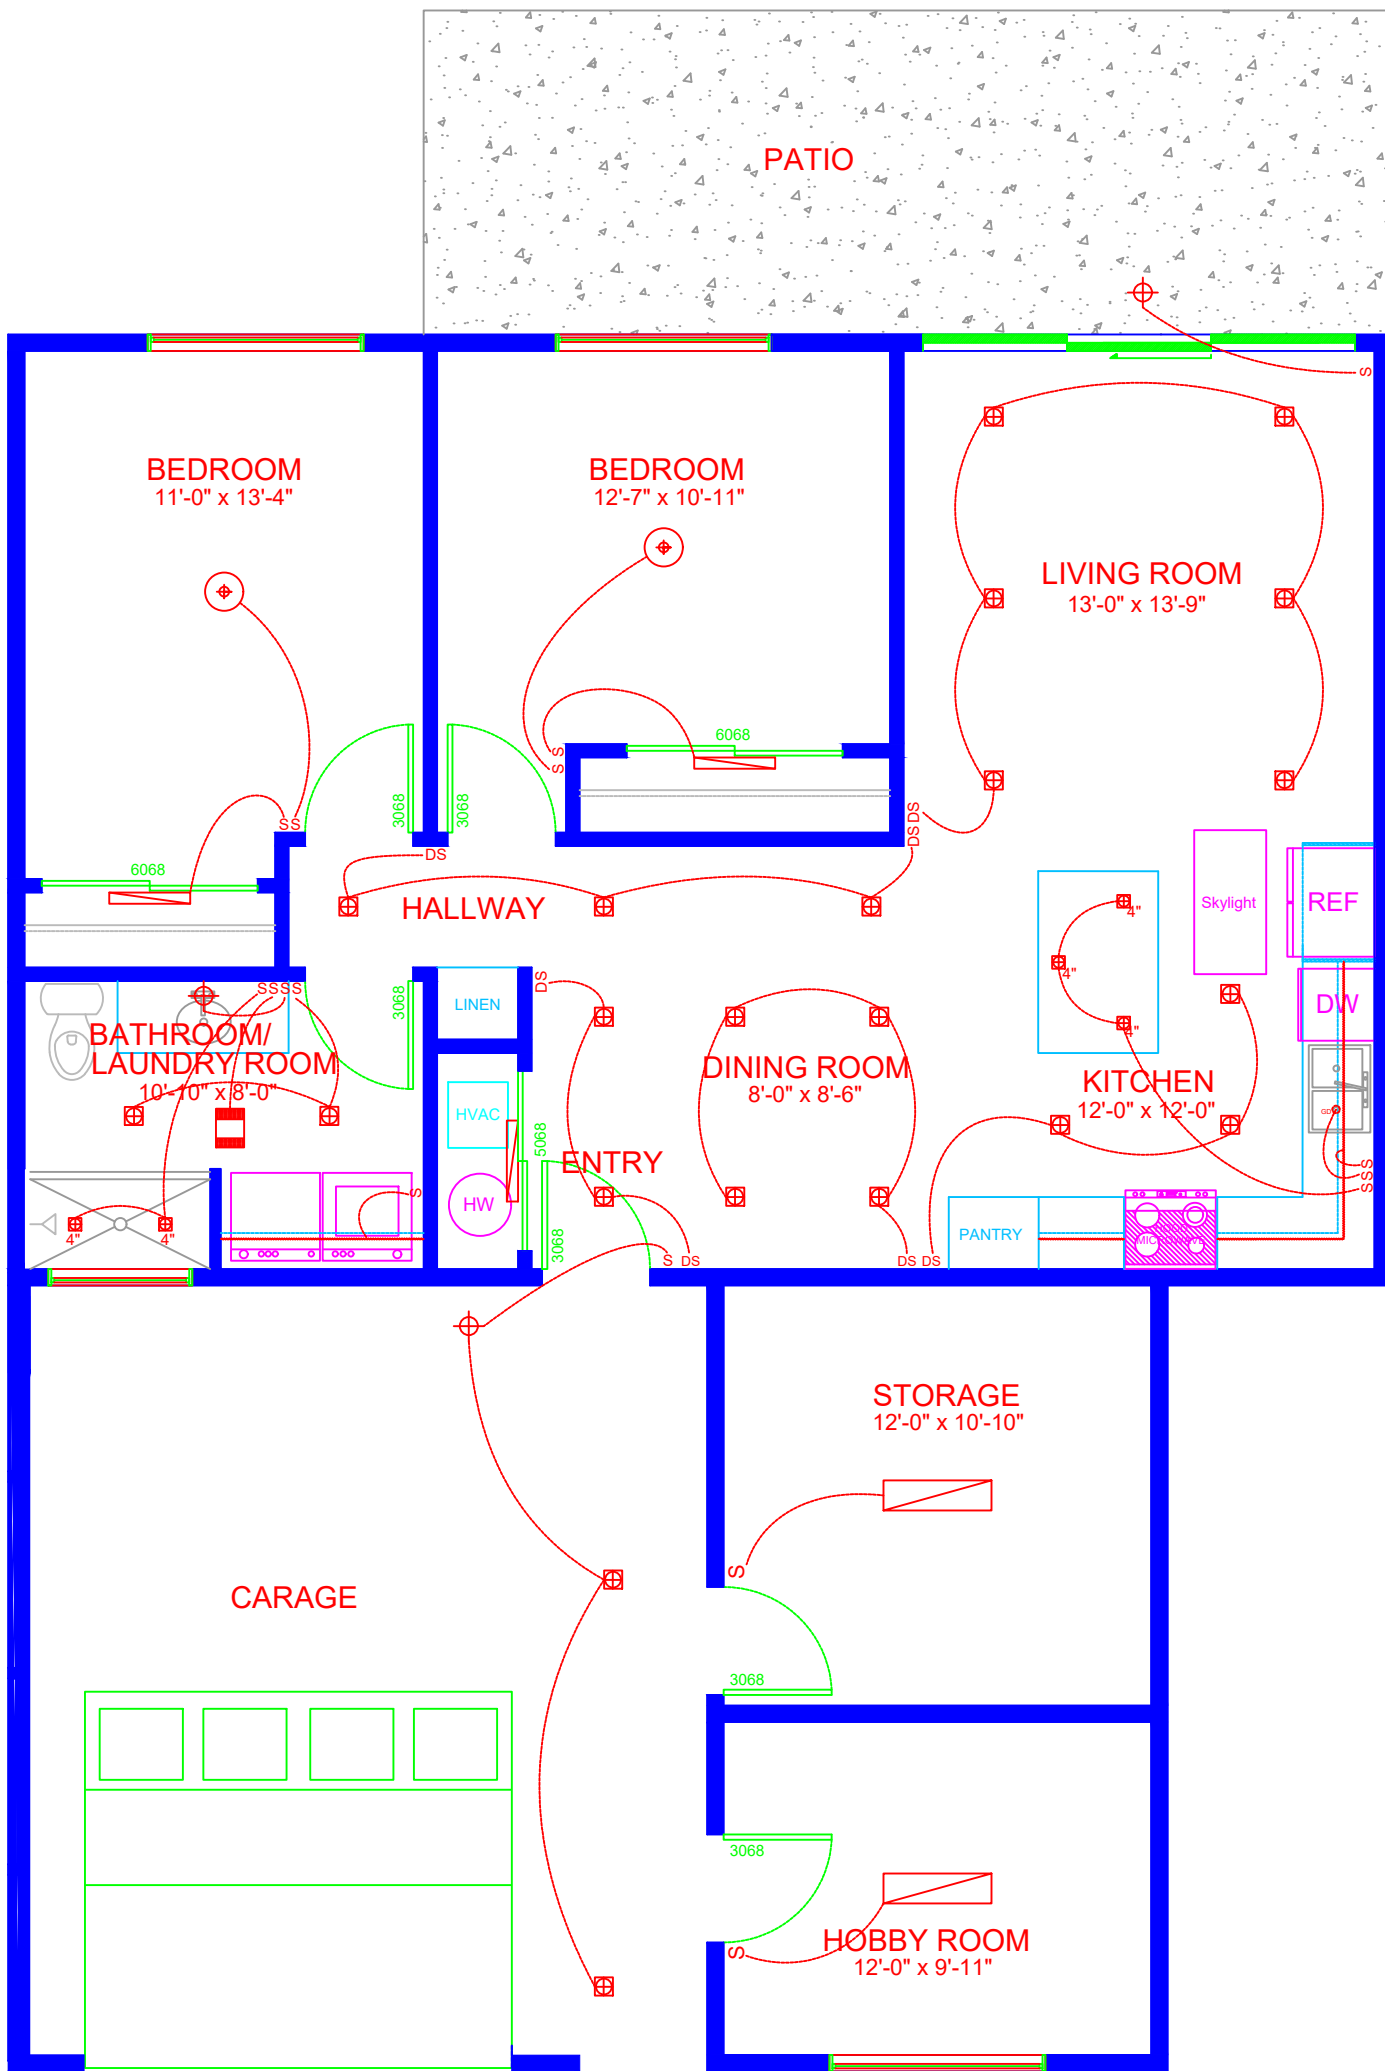 PATIO
S
BEDROOM
11'-0" x 13'-4"
BEDROOM
12'-7" x 10'-11"
LIVING ROOM
13'-0" x 13'-9"
6068
S
S
3068
3068
SS
DS
DS
DS
6068
HALLWAY
4"
Skylight
REF
4"
DS
SSSS
3068
LINEN
4"
DW
BATHROOM/
LAUNDRY ROOM
10'-10" x 8'-0"
DINING ROOM
8'-0" x 8'-6"
KITCHEN
12'-0" x 12'-0"
HVAC
GD
5068
ENTRY
SSS
S
HW
4"
4"
PANTRY
MICROWAVE
3068
S DS
DS DS
STORAGE
12'-0" x 10'-10"
S
CARAGE
3068
3068
HOBBY ROOM
12'-0" x 9'-11"
S